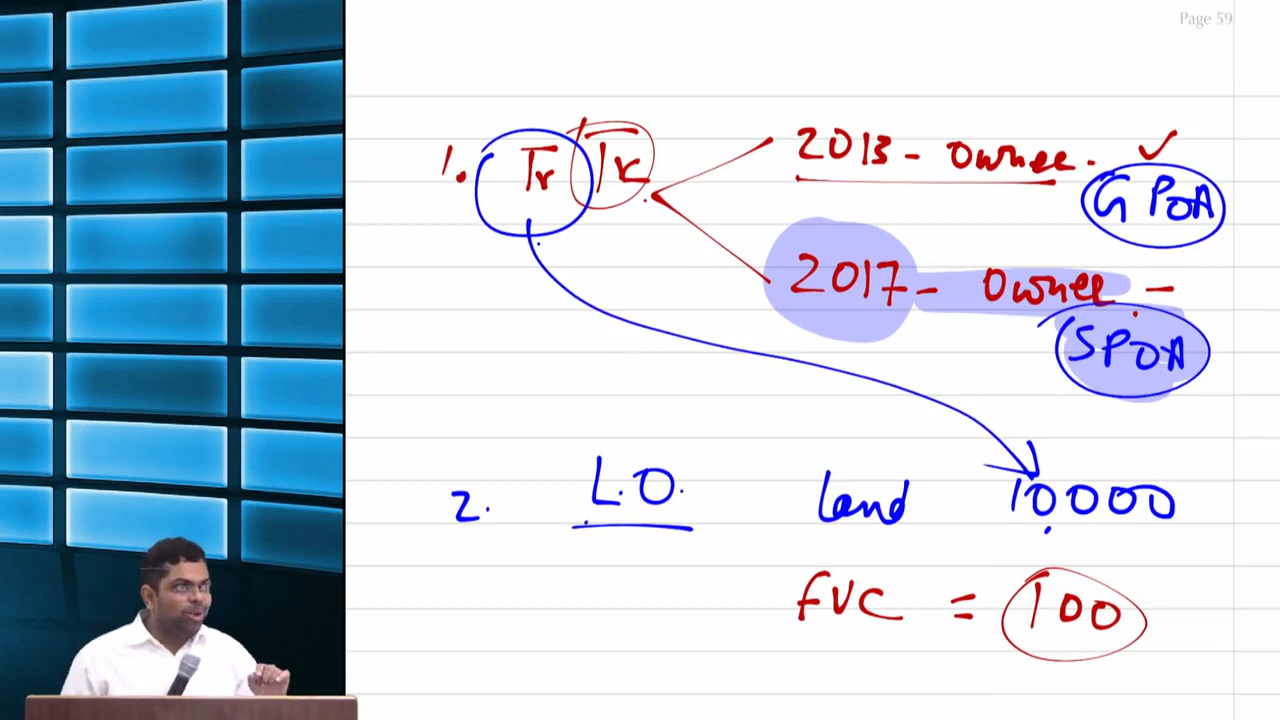 Page 59
1. Tr Tr 2013 - Owner. ✓
GPOA
2017 - Owner -
SPOA
2. L.O. land 10,000
FVC = 100